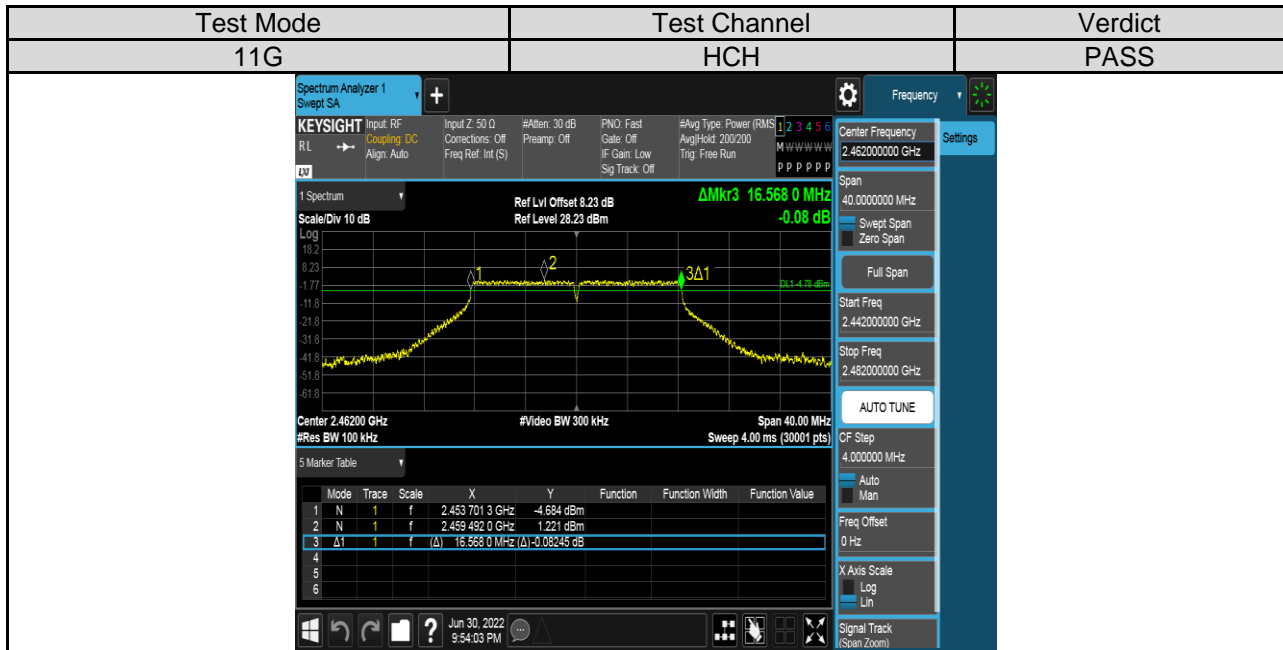 Test Mode Test Channel Verdict
11G HCH PASS
Spectrum Analyzer 1
Swept SA
+
Frequency
KEYSIGHT Input: RF Input Z: 50 Ω #Atten: 30 dB PNO: Fast #Avg Type: Power (RMS 1 2 3 4 5 6
RL Coupling: DC Corrections: Off Preamp: Off Gate: Off Avg|Hold: 200/200 M W W W W W
Align: Auto Freq Ref: Int (S) IF Gain: Low Trig: Free Run
LXI Sig Track: Off P P P P P P
1 Spectrum
Ref Lvl Offset 8.23 dB
ΔMkr3 16.568 0 MHz
Scale/Div 10 dB Ref Level 28.23 dBm -0.08 dB
Log
18.2
8.23
-1.77
-11.8
-21.8
-31.8
-41.8
-51.8
-61.8
1
2
3Δ1
DL1 -4.78 dBm
Center 2.46200 GHz #Video BW 300 kHz Span 40.00 MHz
#Res BW 100 kHz Sweep 4.00 ms (30001 pts)
5 Marker Table
Mode Trace Scale X Y Function Function Width Function Value
1 N 1 f 2.453 701 3 GHz -4.684 dBm
2 N 1 f 2.459 492 0 GHz 1.221 dBm
3 Δ1 1 f (Δ) 16.568 0 MHz (Δ) -0.08245 dB
4
5
6
?
Jun 30, 2022
9:54:03 PM
Center Frequency
2.462000000 GHz
Settings
Span
40.0000000 MHz
Swept Span
Zero Span
Full Span
Start Freq
2.442000000 GHz
Stop Freq
2.482000000 GHz
AUTO TUNE
CF Step
4.000000 MHz
Auto
Man
Freq Offset
0 Hz
X Axis Scale
Log
Lin
Signal Track
(Span Zoom)